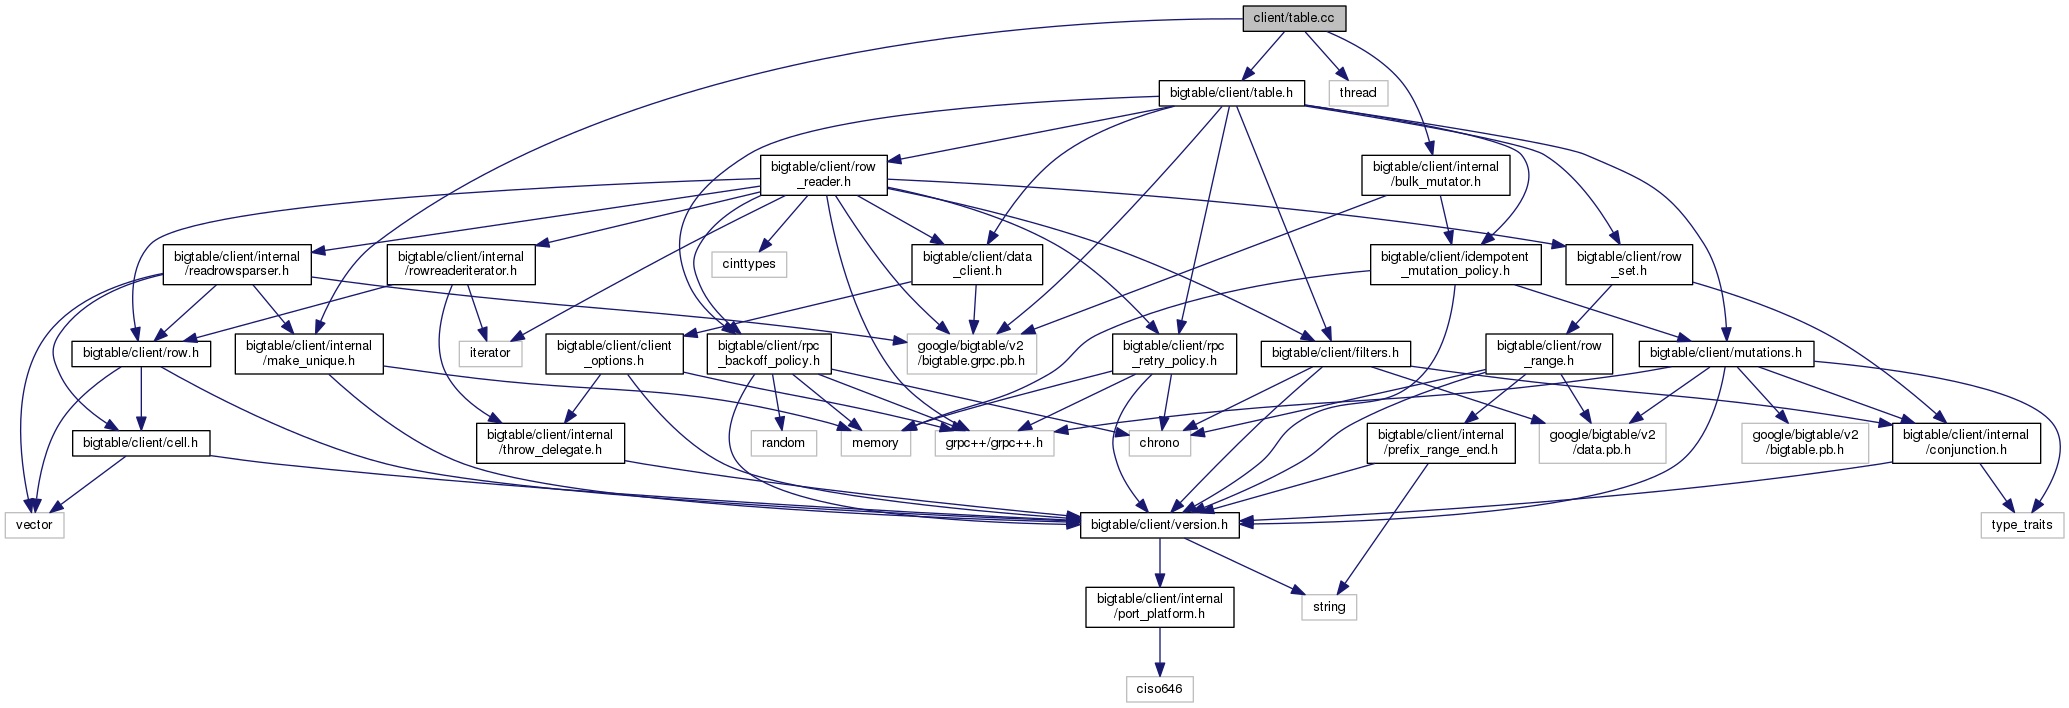 client/table.cc
bigtable/client/table.h
thread
bigtable/client/row
_reader.h
bigtable/client/internal
/bulk_mutator.h
bigtable/client/internal
/readrowsparser.h
bigtable/client/internal
/rowreaderiterator.h
cinttypes
bigtable/client/data
_client.h
bigtable/client/idempotent
_mutation_policy.h
bigtable/client/row
_set.h
bigtable/client/row.h
bigtable/client/internal
/make_unique.h
iterator
bigtable/client/client
_options.h
bigtable/client/rpc
_backoff_policy.h
google/bigtable/v2
/bigtable.grpc.pb.h
bigtable/client/rpc
_retry_policy.h
bigtable/client/filters.h
bigtable/client/row
_range.h
bigtable/client/mutations.h
bigtable/client/cell.h
bigtable/client/internal
/throw_delegate.h
random
memory
grpc++/grpc++.h
chrono
bigtable/client/internal
/prefix_range_end.h
google/bigtable/v2
/data.pb.h
google/bigtable/v2
/bigtable.pb.h
bigtable/client/internal
/conjunction.h
vector
bigtable/client/version.h
type_traits
bigtable/client/internal
/port_platform.h
string
ciso646